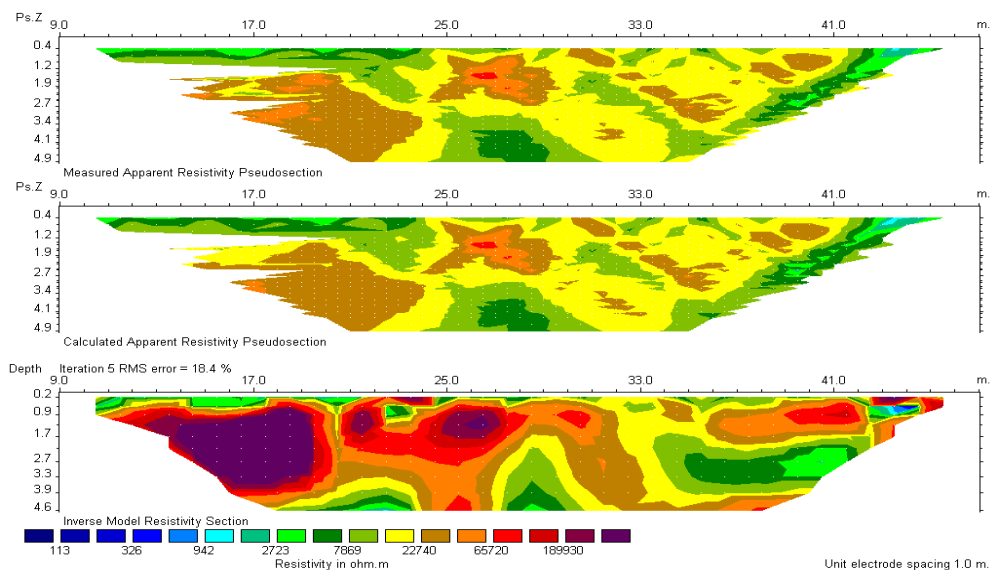 Ps.Z
9.0 17.0 25.0 33.0 41.0 m.
0.4
1.2
1.9
2.7
3.4
4.1
4.9
Measured Apparent Resistivity Pseudosection
Ps.Z
9.0 17.0 25.0 33.0 41.0 m.
0.4
1.2
1.9
2.7
3.4
4.1
4.9
Calculated Apparent Resistivity Pseudosection
Depth Iteration 5 RMS error = 18.4 %
9.0 17.0 25.0 33.0 41.0 m.
0.2
0.9
1.7
2.7
3.3
3.9
4.6
Inverse Model Resistivity Section
113 326 942 2723 7869 22740 65720 189930
Resistivity in ohm.m Unit electrode spacing 1.0 m.